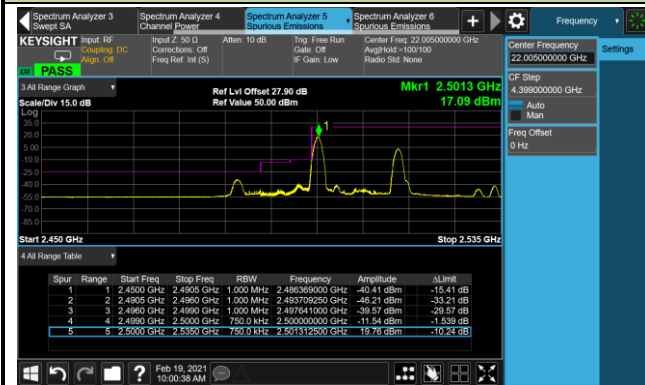 Spectrum Analyzer 3
Swept SA
Spectrum Analyzer 4
Channel Power
Spectrum Analyzer 5
Spurious Emissions
Spectrum Analyzer 6
Spurious Emissions
Frequency
KEYSIGHT
Input: RF
Coupling: DC
Align: Off
Input Z: 50 Ω
Corrections: Off
Freq Ref: Int (S)
Atten: 10 dB
Trig: Free Run
Gate: Off
IF Gain: Low
Center Freq: 22.005000000 GHz
Avg|Hold:>100/100
Radio Std: None
PASS
Center Frequency
22.005000000 GHz
Settings
CF Step
4.399000000 GHz
Auto
Man
Freq Offset
0 Hz
3 All Range Graph
Scale/Div 15.0 dB
Ref Lvl Offset 27.90 dB
Ref Value 50.00 dBm
Mkr1 2.5013 GHz
17.09 dBm
Log
35.0
20.0
5.00
-10.0
-25.0
-40.0
-55.0
-70.0
-85.0
1
Start 2.450 GHz
Stop 2.535 GHz
4 All Range Table
Spur Range Start Freq Stop Freq RBW Frequency Amplitude ΔLimit
1 1 2.4500 GHz 2.4905 GHz 1.000 MHz 2.486369000 GHz -40.41 dBm -15.41 dB
2 2 2.4905 GHz 2.4960 GHz 1.000 MHz 2.493709250 GHz -46.21 dBm -33.21 dB
3 3 2.4960 GHz 2.4990 GHz 1.000 MHz 2.497641000 GHz -39.57 dBm -29.57 dB
4 4 2.4990 GHz 2.5000 GHz 750.0 kHz 2.500000000 GHz -11.54 dBm -1.539 dB
5 5 2.5000 GHz 2.5350 GHz 750.0 kHz 2.501312500 GHz 19.76 dBm -10.24 dB
Feb 19, 2021
10:00:38 AM